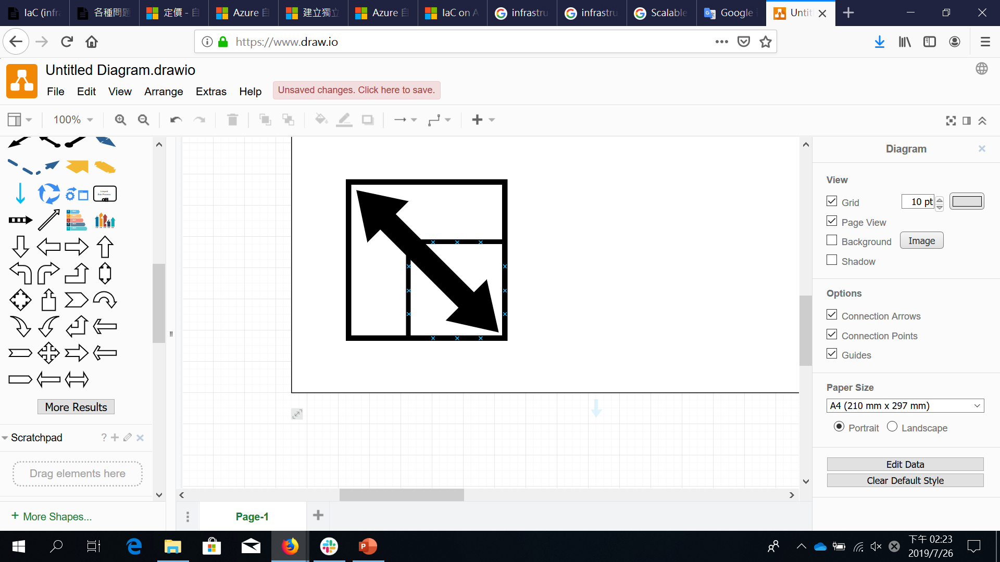 IaC (infra
各種問題
定價 - 自
Azure 自
建立獨立
Azure 自
IaC on A
infrastru
infrastru
Scalable
Google
Untit
https://www.draw.io
Untitled Diagram.drawio
File Edit View Arrange Extras Help
Unsaved changes. Click here to save.
100%
More Results
Scratchpad
?
Drag elements here
+ More Shapes...
Page-1
Diagram
View
Grid
10 pt
Page View
Background
Image
Shadow
Options
Connection Arrows
Connection Points
Guides
Paper Size
A4 (210 mm x 297 mm)
Portrait
Landscape
Edit Data
Clear Default Style
下午 02:23
2019/7/26